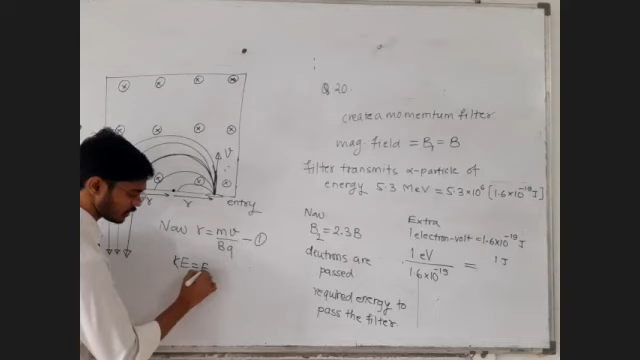 Q 20.
create a momentum filter
mag. field = B₁ = B
filter transmits α-particle of
energy 5.3 MeV = 5.3×10⁶ [1.6×10⁻¹⁹ J]
Now
B₂ = 2.3B
deutrons are
passed
required energy to
pass the filter
Extra
1 electron-volt = 1.6×10⁻¹⁹ J
1 eV / 1.6×10⁻¹⁹ = 1 J
v
r r entry
Now r = mv / Bq — ①
KE = E